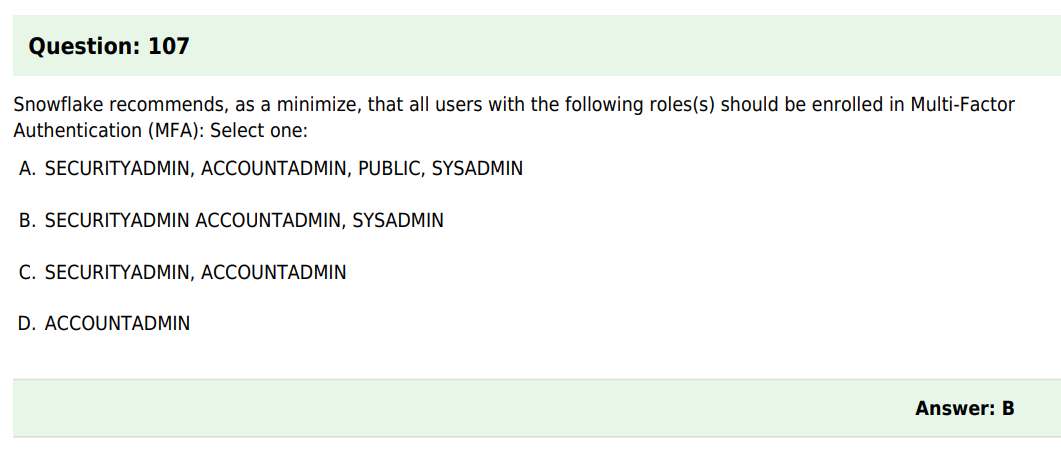 Question: 107
Snowflake recommends, as a minimize, that all users with the following roles(s) should be enrolled in Multi-Factor
Authentication (MFA): Select one:
A. SECURITYADMIN, ACCOUNTADMIN, PUBLIC, SYSADMIN
B. SECURITYADMIN ACCOUNTADMIN, SYSADMIN
C. SECURITYADMIN, ACCOUNTADMIN
D. ACCOUNTADMIN
Answer: B